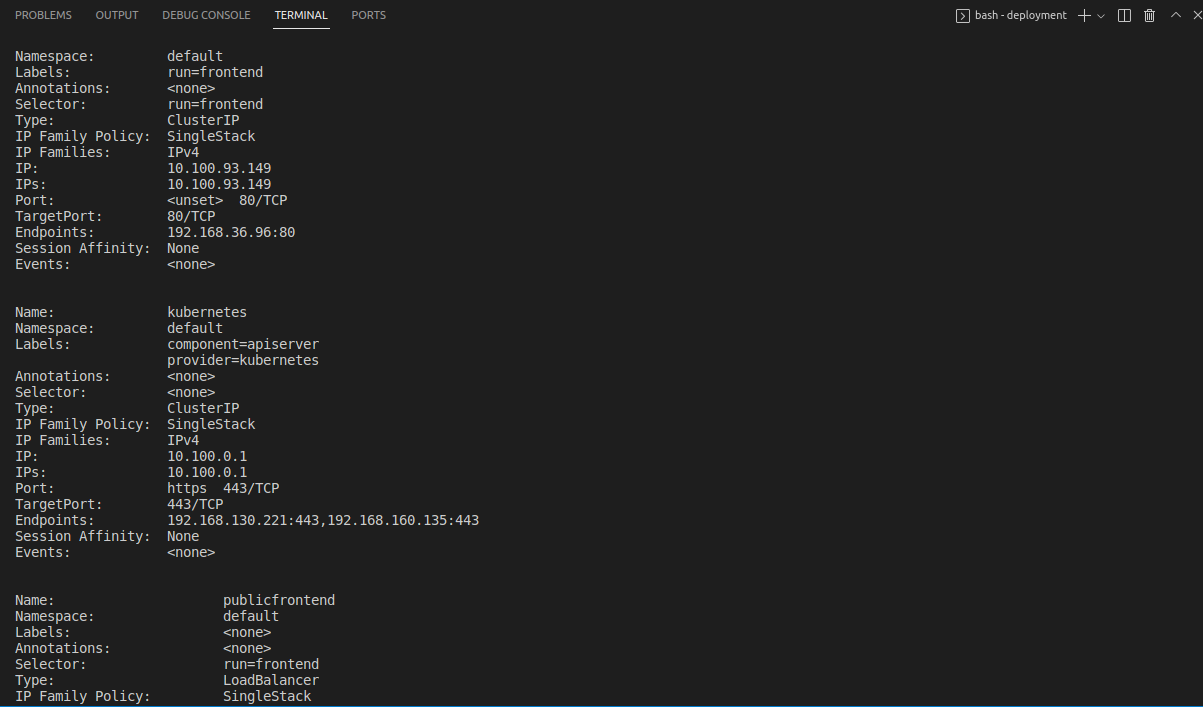 PROBLEMS OUTPUT DEBUG CONSOLE TERMINAL PORTS bash - deployment
Namespace: default
Labels: run=frontend
Annotations: <none>
Selector: run=frontend
Type: ClusterIP
IP Family Policy: SingleStack
IP Families: IPv4
IP: 10.100.93.149
IPs: 10.100.93.149
Port: <unset> 80/TCP
TargetPort: 80/TCP
Endpoints: 192.168.36.96:80
Session Affinity: None
Events: <none>
Name: kubernetes
Namespace: default
Labels: component=apiserver
provider=kubernetes
Annotations: <none>
Selector: <none>
Type: ClusterIP
IP Family Policy: SingleStack
IP Families: IPv4
IP: 10.100.0.1
IPs: 10.100.0.1
Port: https 443/TCP
TargetPort: 443/TCP
Endpoints: 192.168.130.221:443,192.168.160.135:443
Session Affinity: None
Events: <none>
Name: publicfrontend
Namespace: default
Labels: <none>
Annotations: <none>
Selector: run=frontend
Type: LoadBalancer
IP Family Policy: SingleStack